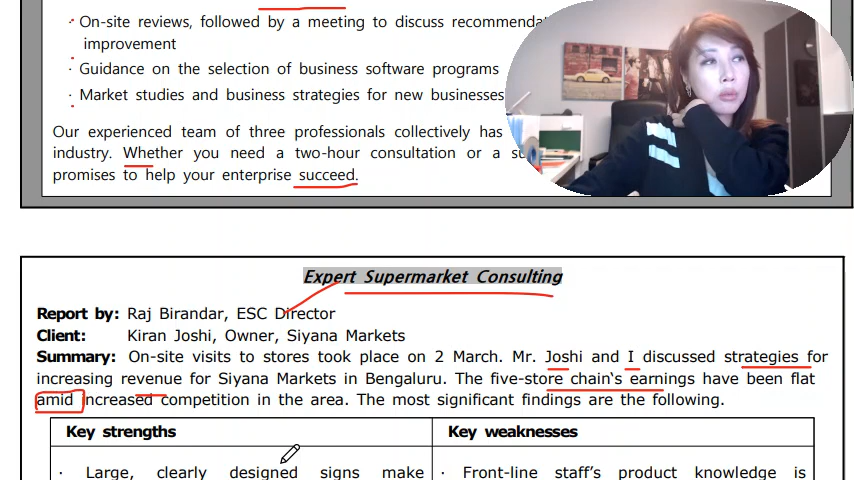 · On-site reviews, followed by a meeting to discuss
improvement
· Guidance on the selection of business software programs
· Market studies and business strategies for new businesses
Our experienced team of three professionals collectively has
industry. Whether you need a two-hour consultation or a
promises to help your enterprise succeed.
Expert Supermarket Consulting
Report by: Raj Birandar, ESC Director
Client: Kiran Joshi, Owner, Siyana Markets
Summary: On-site visits to stores took place on 2 March. Mr. Joshi and I discussed strategies for
increasing revenue for Siyana Markets in Bengaluru. The five-store chain's earnings have been flat
amid increased competition in the area. The most significant findings are the following.
Key strengths
Key weaknesses
· Large, clearly designed signs make
· Front-line staff's product knowledge is